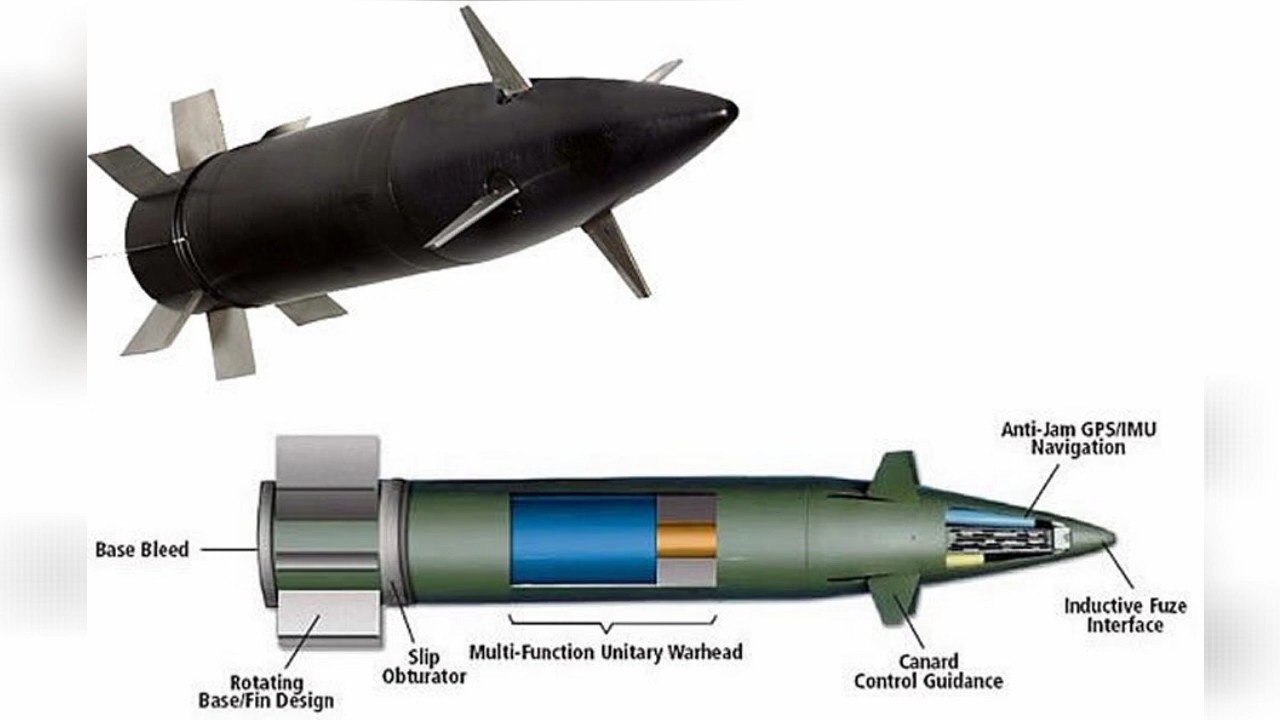 Anti-Jam GPS/IMU
Navigation
Base Bleed
Inductive Fuze
Interface
Multi-Function Unitary Warhead
Slip
Obturator
Canard
Control Guidance
Rotating
Base/Fin Design